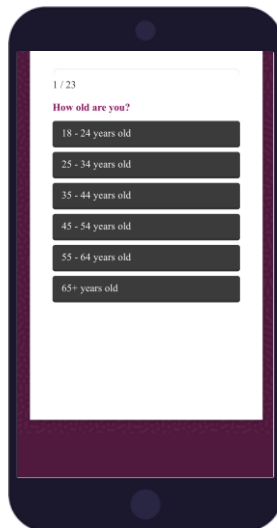 1 / 23
How old are you?
18 - 24 years old
25 - 34 years old
35 - 44 years old
45 - 54 years old
55 - 64 years old
65+ years old